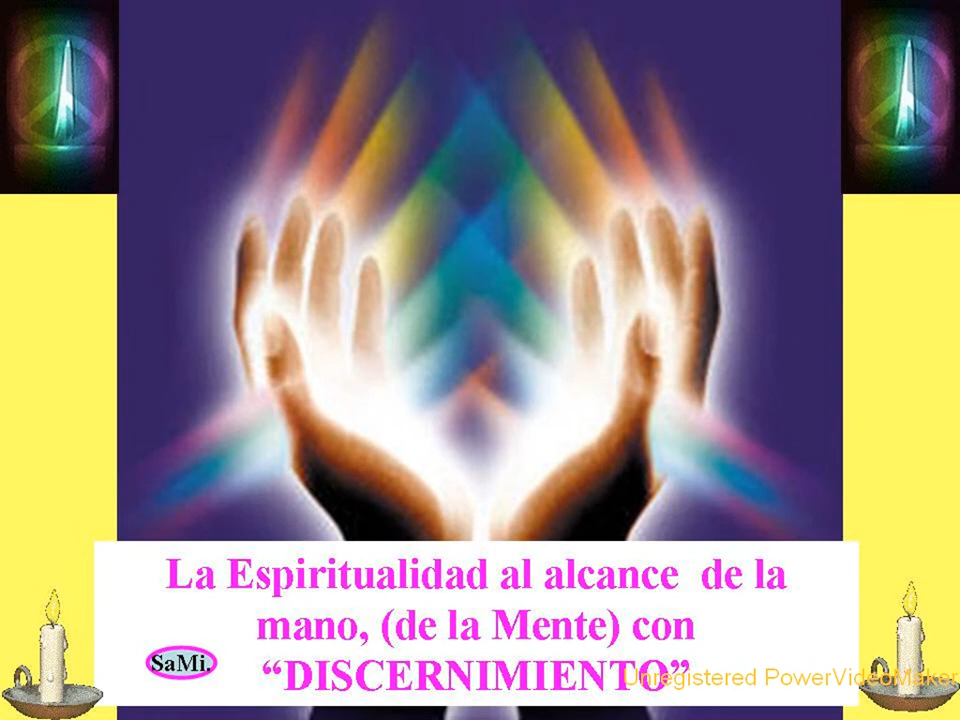 La Espiritualidad al alcance  de la
mano, (de la Mente) con
SaMi.
“DISCERNIMIENTO”
Unregistered PowerVideoMaker